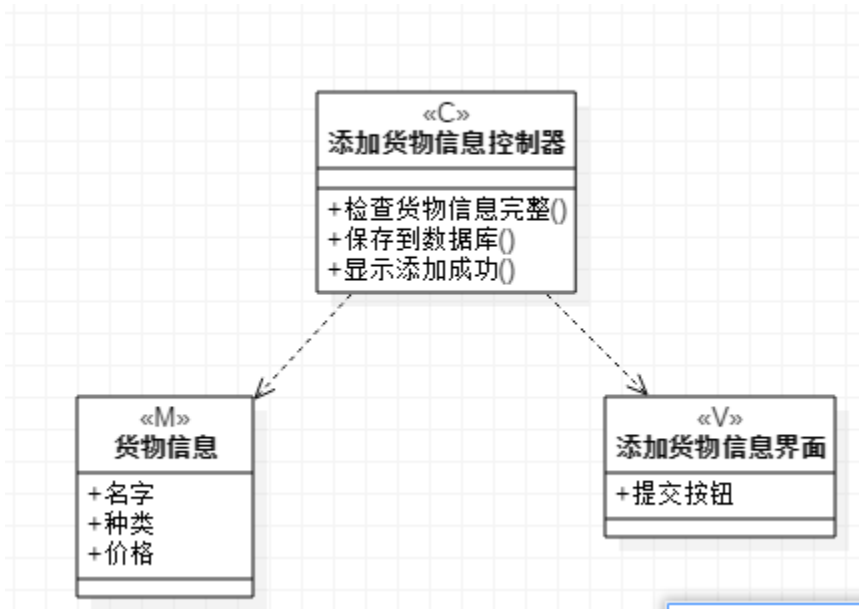 «C»
添加货物信息控制器
+检查货物信息完整()
+保存到数据库()
+显示添加成功()
«M»
货物信息
+名字
+种类
+价格
«V»
添加货物信息界面
+提交按钮